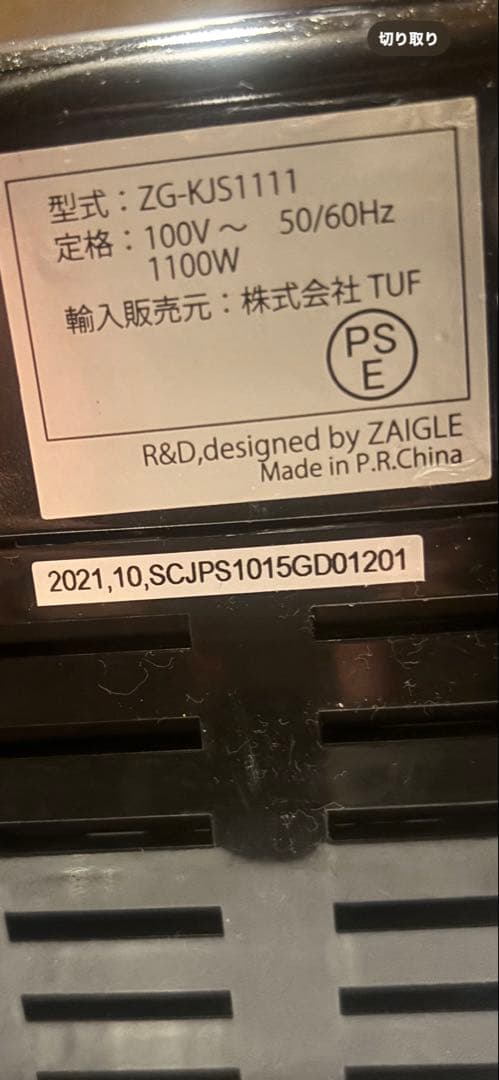 切り取り
型式：ZG-KJS1111
定格：100V～ 50/60Hz
1100W
輸入販売元：株式会社 TUF
PS
E
R&D,designed by ZAIGLE
Made in P.R.China
2021,10,SCJPS1015GD01201